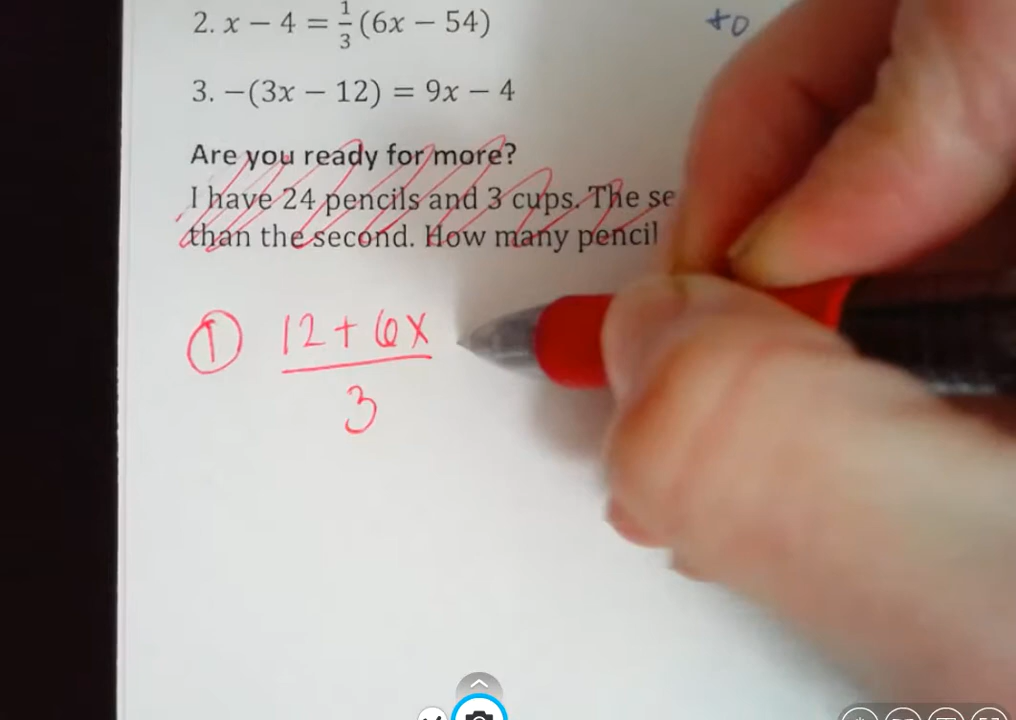 2. x − 4 = 1/3 (6x − 54)
+0
3. −(3x − 12) = 9x − 4
Are you ready for more?
I have 24 pencils and 3 cups. The se
than the second. How many pencil
① 12 + 6x
3